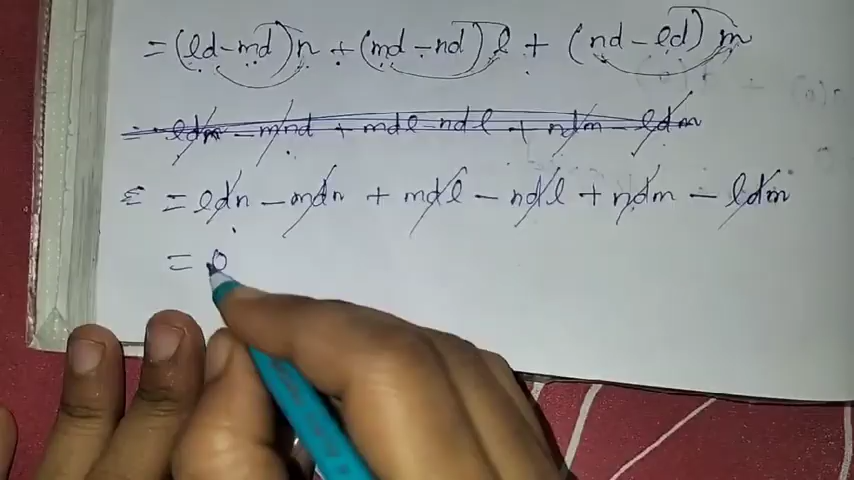 = (ld - md) n + (md - nd) l + (nd - ld) m
= ldn - mnd + mdl - ndl + ndm - ldm
= ldn - mdn + mdl - ndl + ndm - ldm
= 0